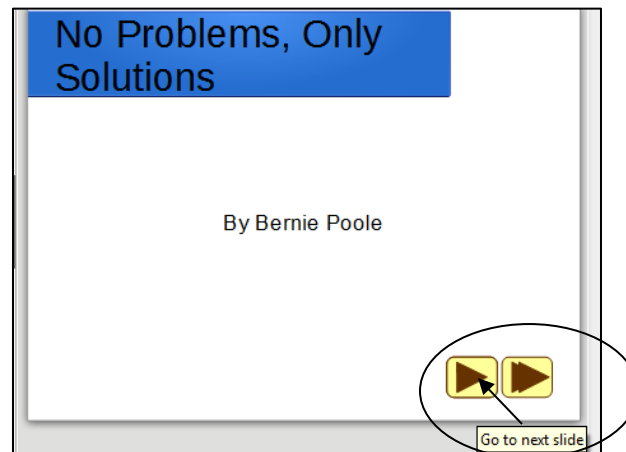 No Problems, Only
Solutions
By Bernie Poole
Go to next slide